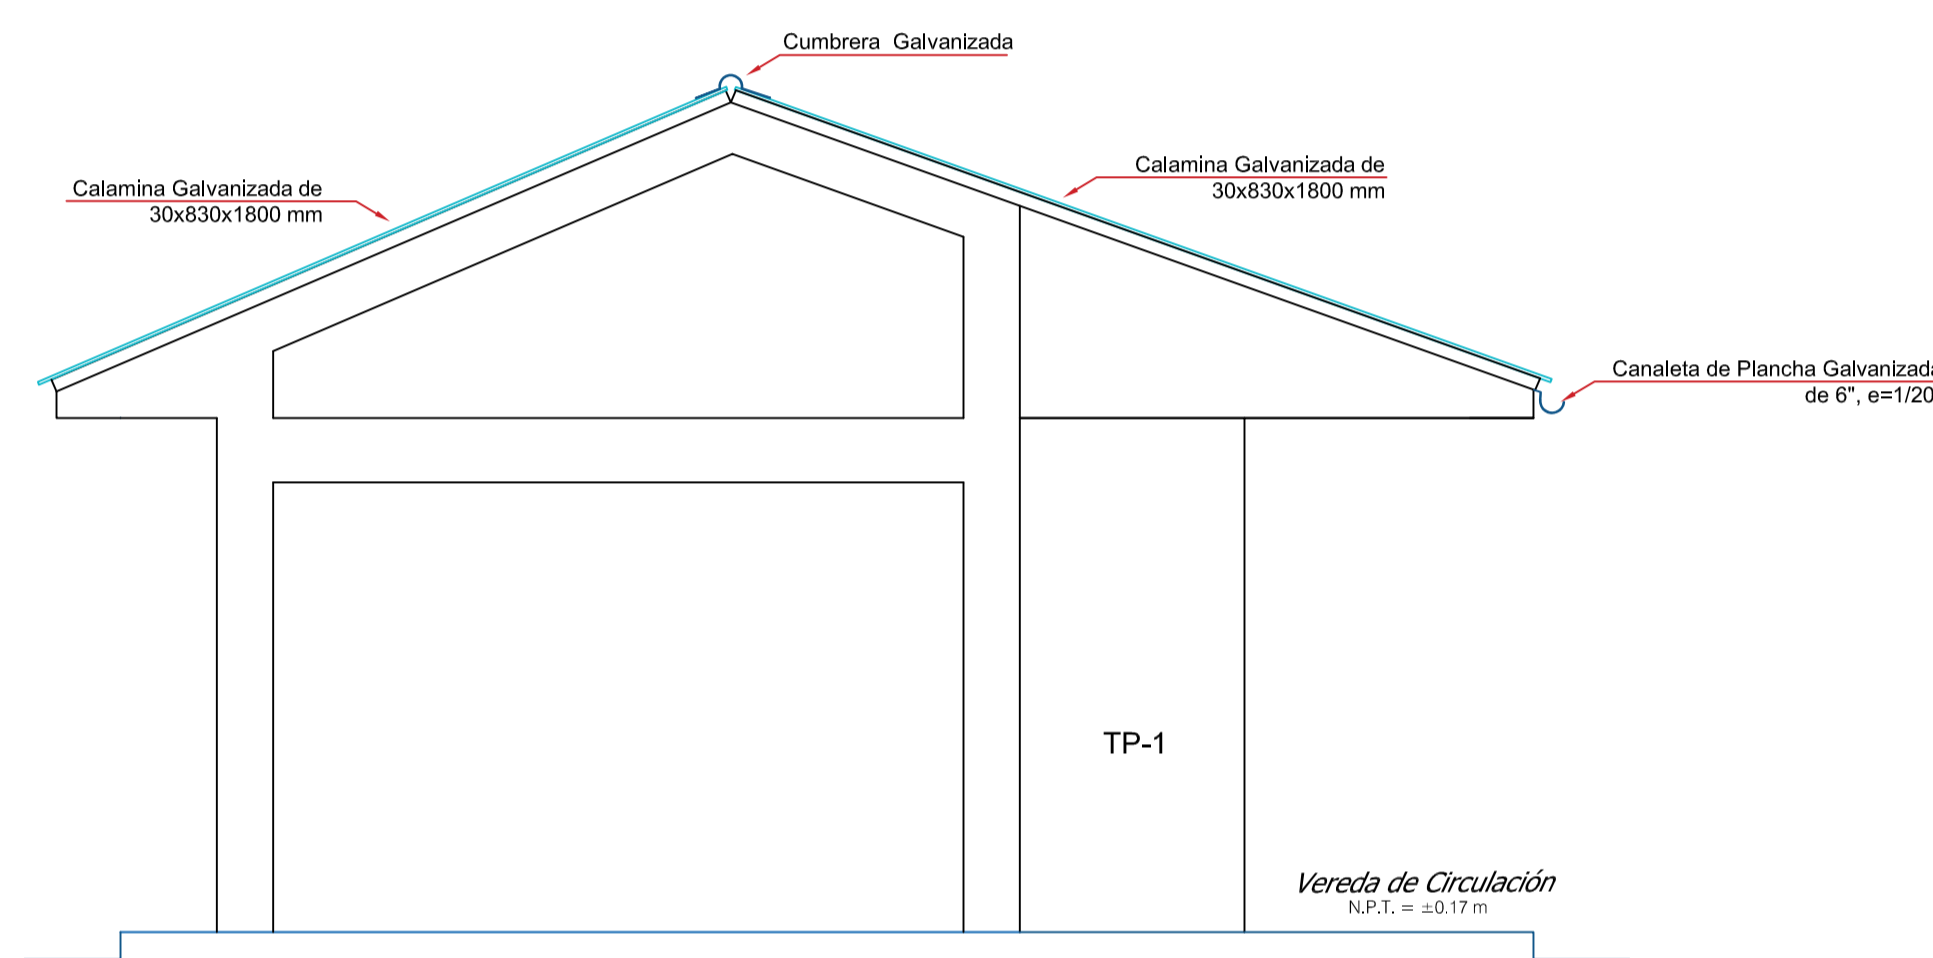 Cumbrera Galvanizada
Calamina Galvanizada de
30x830x1800 mm
Calamina Galvanizada de
30x830x1800 mm
Canaleta de Plancha Galvanizada
de 6", e=1/20
TP-1
Vereda de Circulación
N.P.T. = ±0.17 m